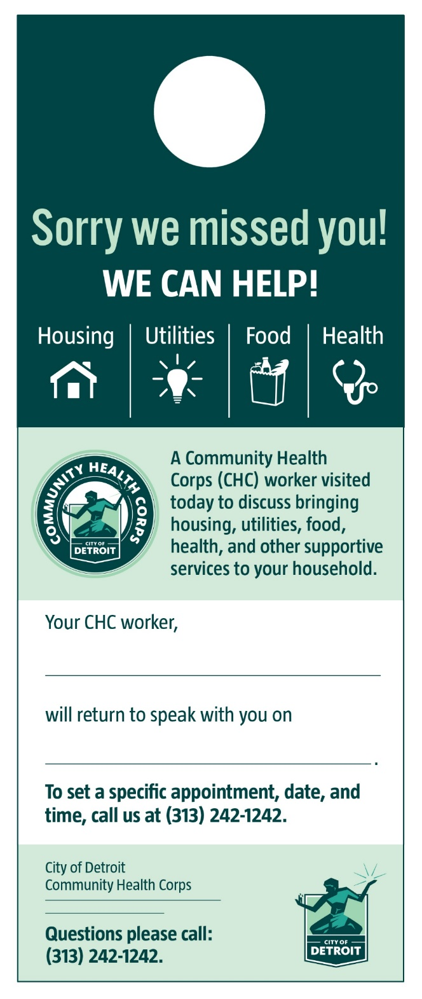 Sorry we missed you!
WE CAN HELP!
Housing
Utilities
Food
Health
COMMUNITY HEALTH CORPS
CITY OF
DETROIT
A Community Health
Corps (CHC) worker visited
today to discuss bringing
housing, utilities, food,
health, and other supportive
services to your household.
Your CHC worker,
will return to speak with you on
.
To set a specific appointment, date, and
time, call us at (313) 242-1242.
City of Detroit
Community Health Corps
Questions please call:
(313) 242-1242.
CITY OF
DETROIT